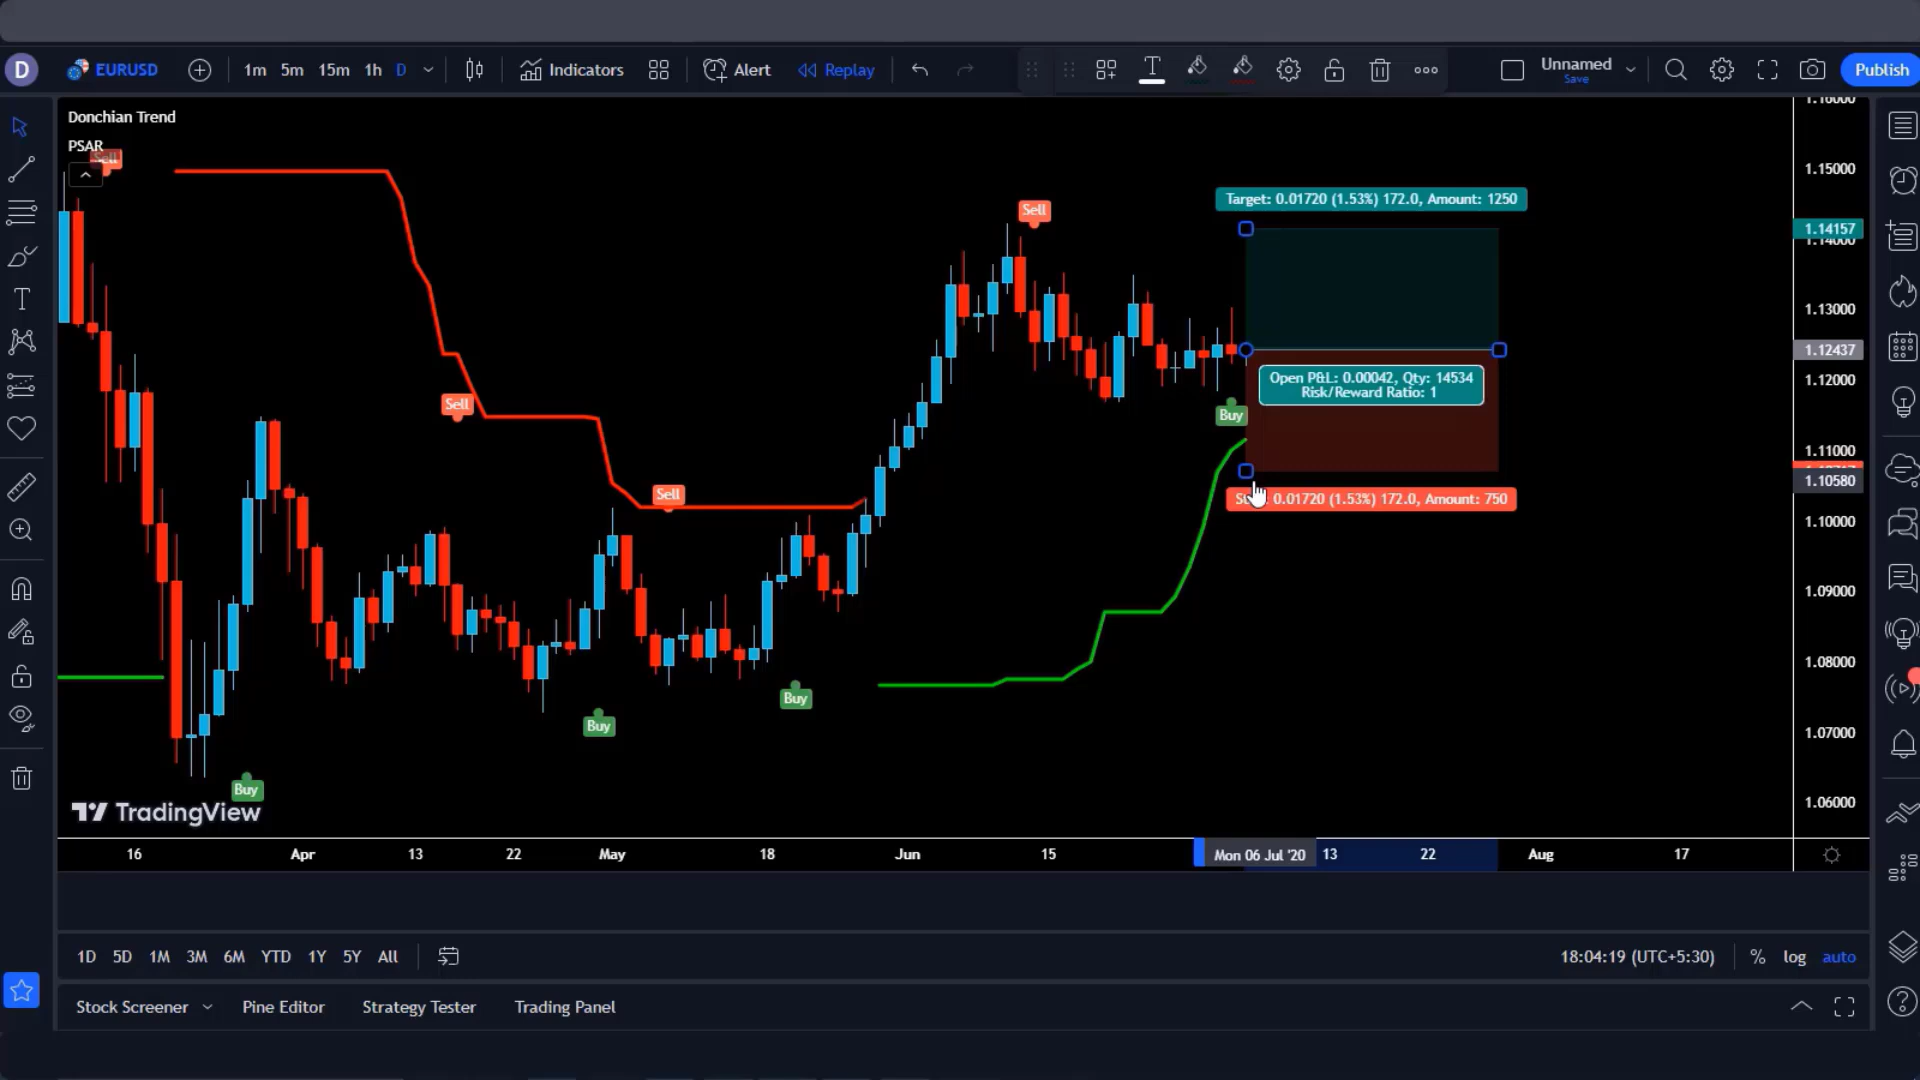 D EURUSD 1m 5m 15m 1h D Indicators Alert Replay T Unnamed Publish
Save
Donchian Trend
PSAR
Sell
Sell
Sell
Sell
Buy
Buy
Buy
Buy
Target: 0.01720 (1.53%) 172.0, Amount: 1250
Open P&L: 0.00042, Qty: 14534
Risk/Reward Ratio: 1
0.01720 (1.53%) 172.0, Amount: 750
1.16000
1.15000
1.14157
1.14000
1.13000
1.12437
1.12000
1.11000
1.10580
1.10000
1.09000
1.08000
1.07000
1.06000
TradingView
16 Apr 13 22 May 18 Jun 15 Mon 06 Jul '20 13 22 Aug 17
1D 5D 1M 3M 6M YTD 1Y 5Y All 18:04:19 (UTC+5:30) % log auto
Stock Screener Pine Editor Strategy Tester Trading Panel